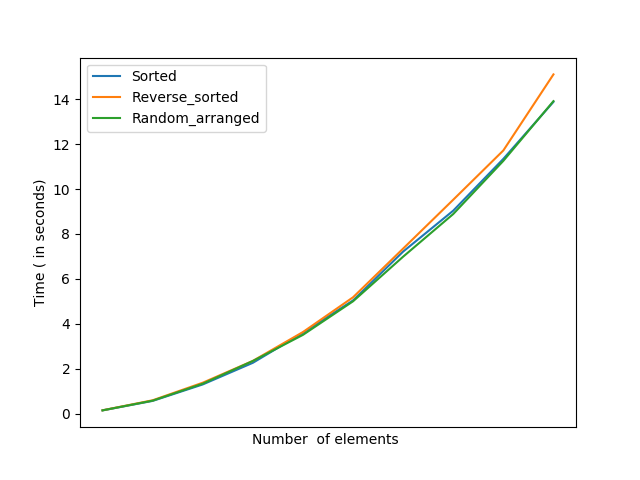 Sorted
Reverse_sorted
Random_arranged
14
12
10
8
6
4
2
0
Time ( in seconds)
Number  of elements